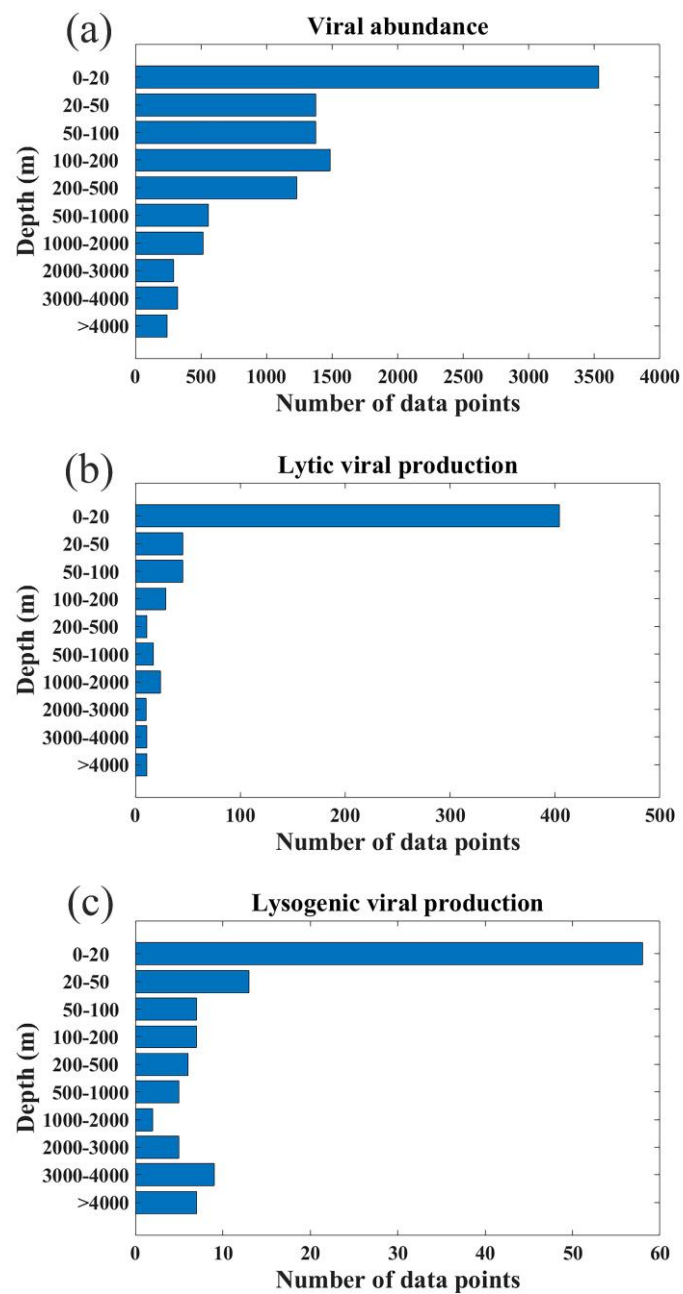 (a)
Viral abundance
Depth (m)
0-20
20-50
50-100
100-200
200-500
500-1000
1000-2000
2000-3000
3000-4000
>4000
0 500 1000 1500 2000 2500 3000 3500 4000
Number of data points
(b)
Lytic viral production
Depth (m)
0-20
20-50
50-100
100-200
200-500
500-1000
1000-2000
2000-3000
3000-4000
>4000
0 100 200 300 400 500
Number of data points
(c)
Lysogenic viral production
Depth (m)
0-20
20-50
50-100
100-200
200-500
500-1000
1000-2000
2000-3000
3000-4000
>4000
0 10 20 30 40 50 60
Number of data points